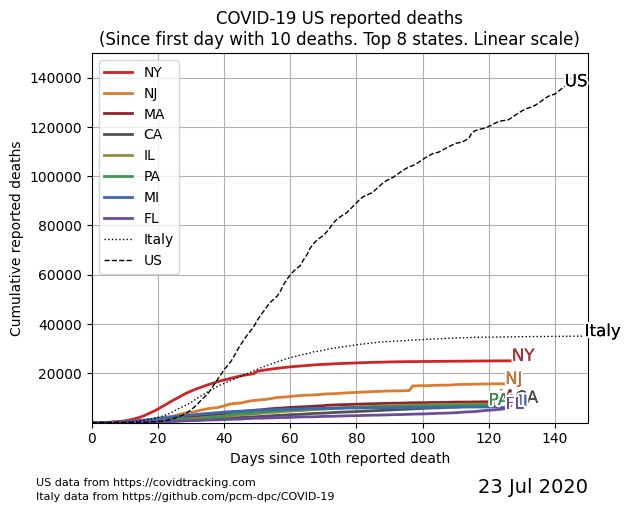 COVID-19 US reported deaths
(Since first day with 10 deaths. Top 8 states. Linear scale)
Cumulative reported deaths
140000
120000
100000
80000
60000
40000
20000
NY
NJ
MA
CA
IL
PA
MI
FL
Italy
US
US
Italy
NY
NJ
PA
FL
CA
0
20
40
60
80
100
120
140
Days since 10th reported death
US data from https://covidtracking.com
Italy data from https://github.com/pcm-dpc/COVID-19
23 Jul 2020